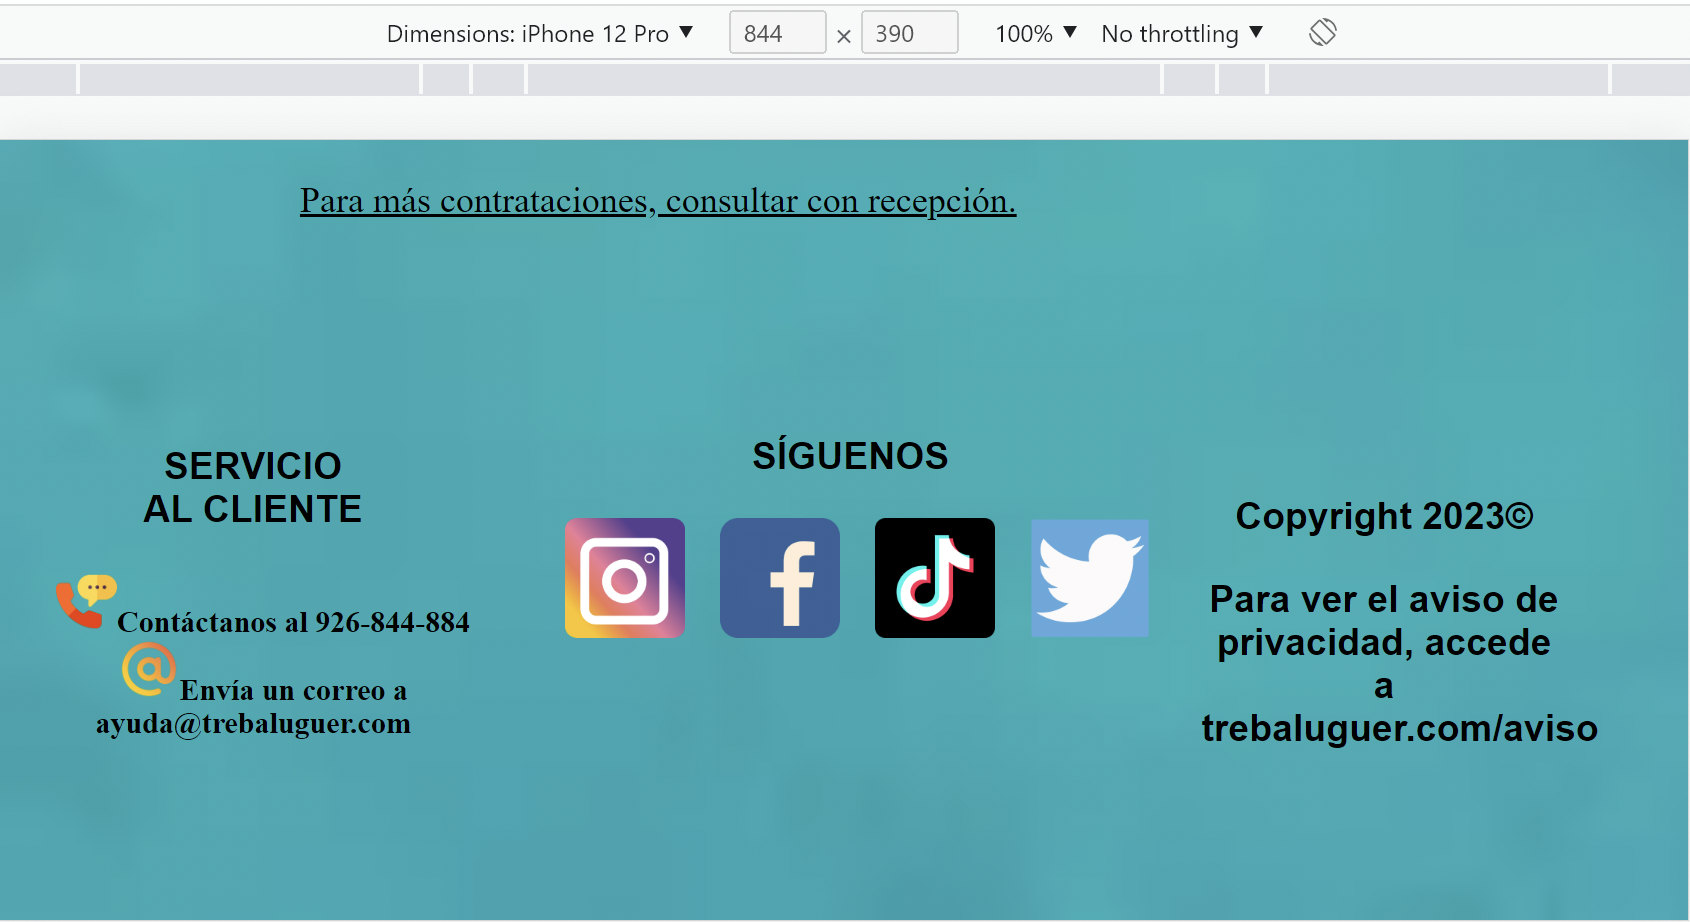 Dimensions: iPhone 12 Pro ▼ 844 × 390 100% ▼ No throttling ▼
Para más contrataciones, consultar con recepción.
SERVICIO
AL CLIENTE
Contáctanos al 926-844-884
Envía un correo a
ayuda@trebaluguer.com
SÍGUENOS
Copyright 2023©
Para ver el aviso de
privacidad, accede
a
trebaluguer.com/aviso